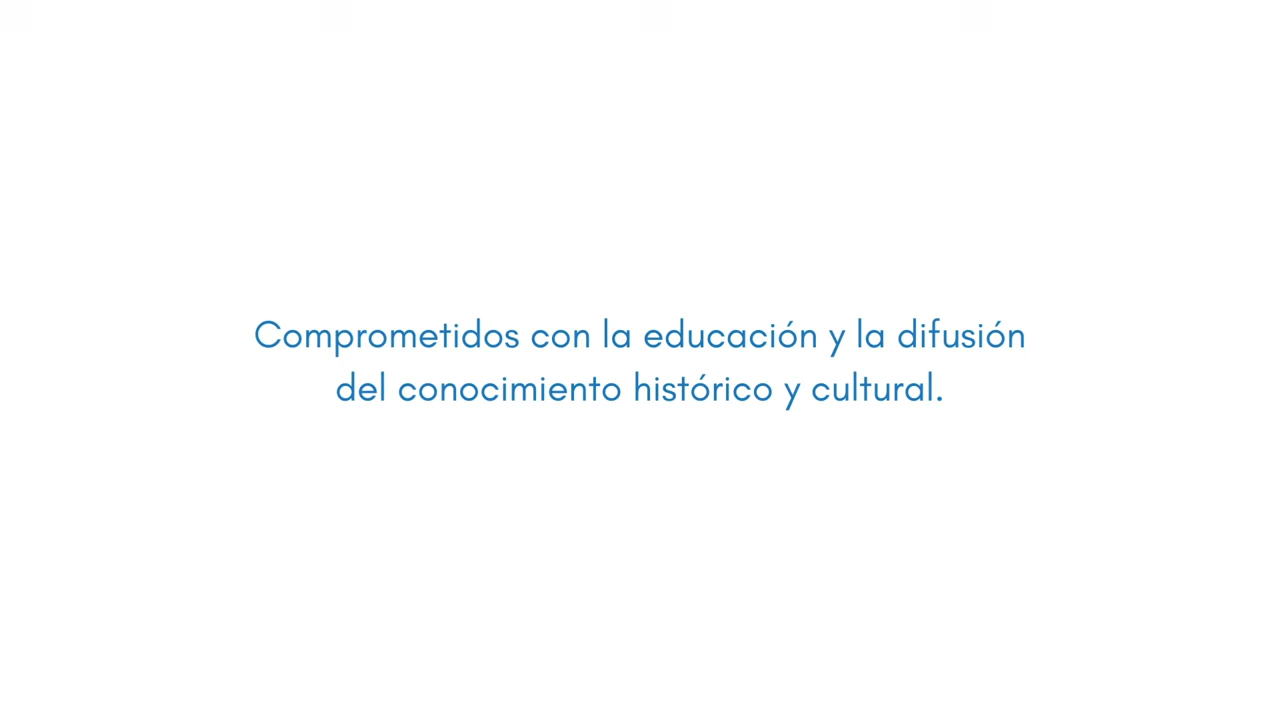 Comprometidos con la educación y la difusión
del conocimiento histórico y cultural.